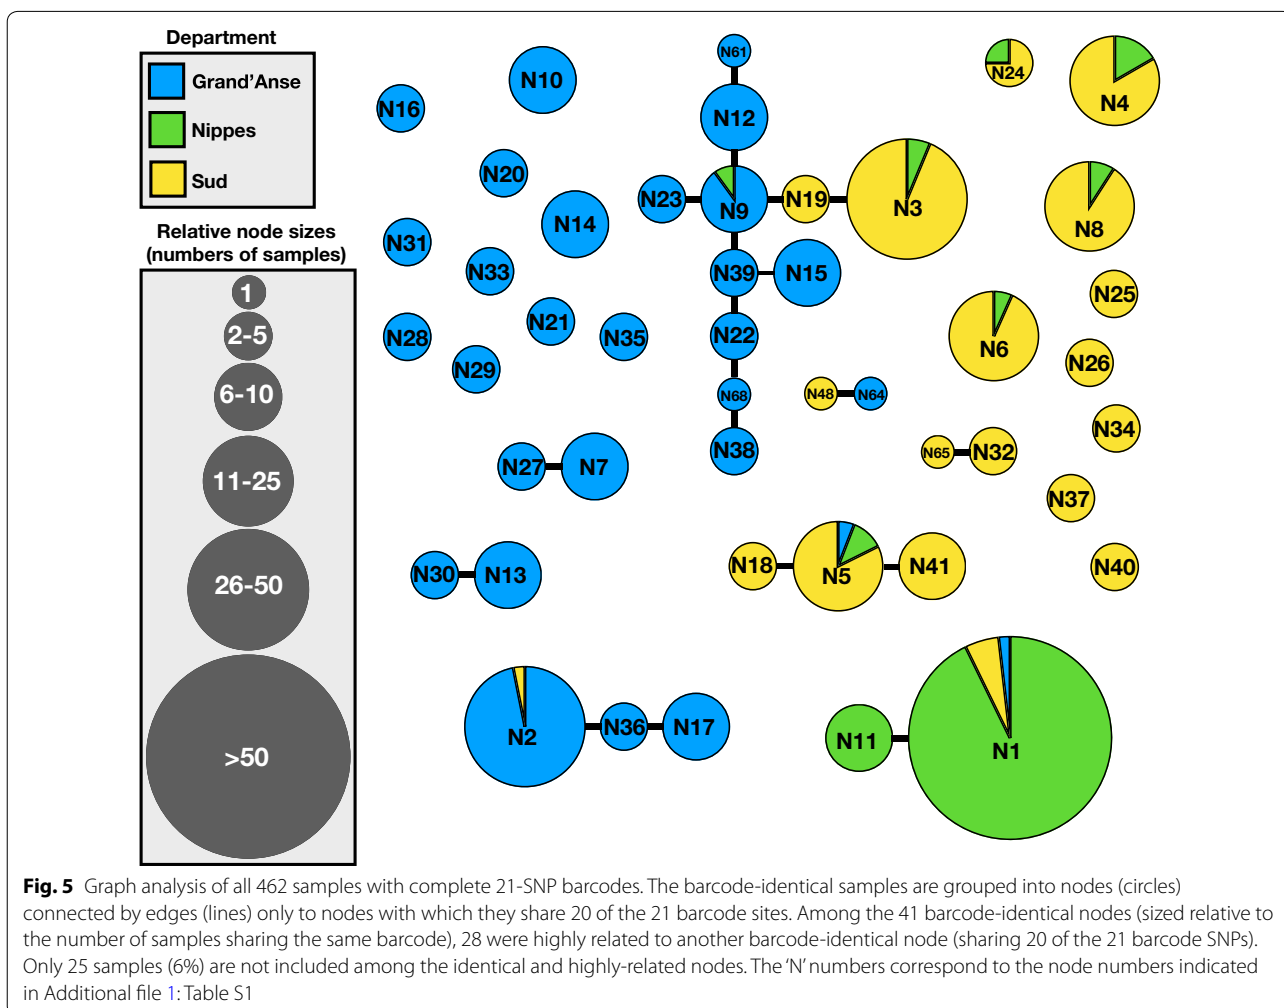 Department
Grand'Anse
Nippes
Sud
Relative node sizes
(numbers of samples)
1
2-5
6-10
11-25
26-50
>50
N61
N10
N24
N4
N16
N12
N20
N23
N9
N19
N3
N14
N8
N31
N33
N39
N15
N25
N21
N28
N35
N22
N6
N26
N29
N68
N48
N64
N34
N38
N65
N32
N27
N7
N37
N30
N13
N18
N5
N41
N40
N2
N36
N17
N11
N1
Fig. 5 Graph analysis of all 462 samples with complete 21-SNP barcodes. The barcode-identical samples are grouped into nodes (circles)
connected by edges (lines) only to nodes with which they share 20 of the 21 barcode sites. Among the 41 barcode-identical nodes (sized relative to
the number of samples sharing the same barcode), 28 were highly related to another barcode-identical node (sharing 20 of the 21 barcode SNPs).
Only 25 samples (6%) are not included among the identical and highly-related nodes. The 'N' numbers correspond to the node numbers indicated
in Additional file 1: Table S1